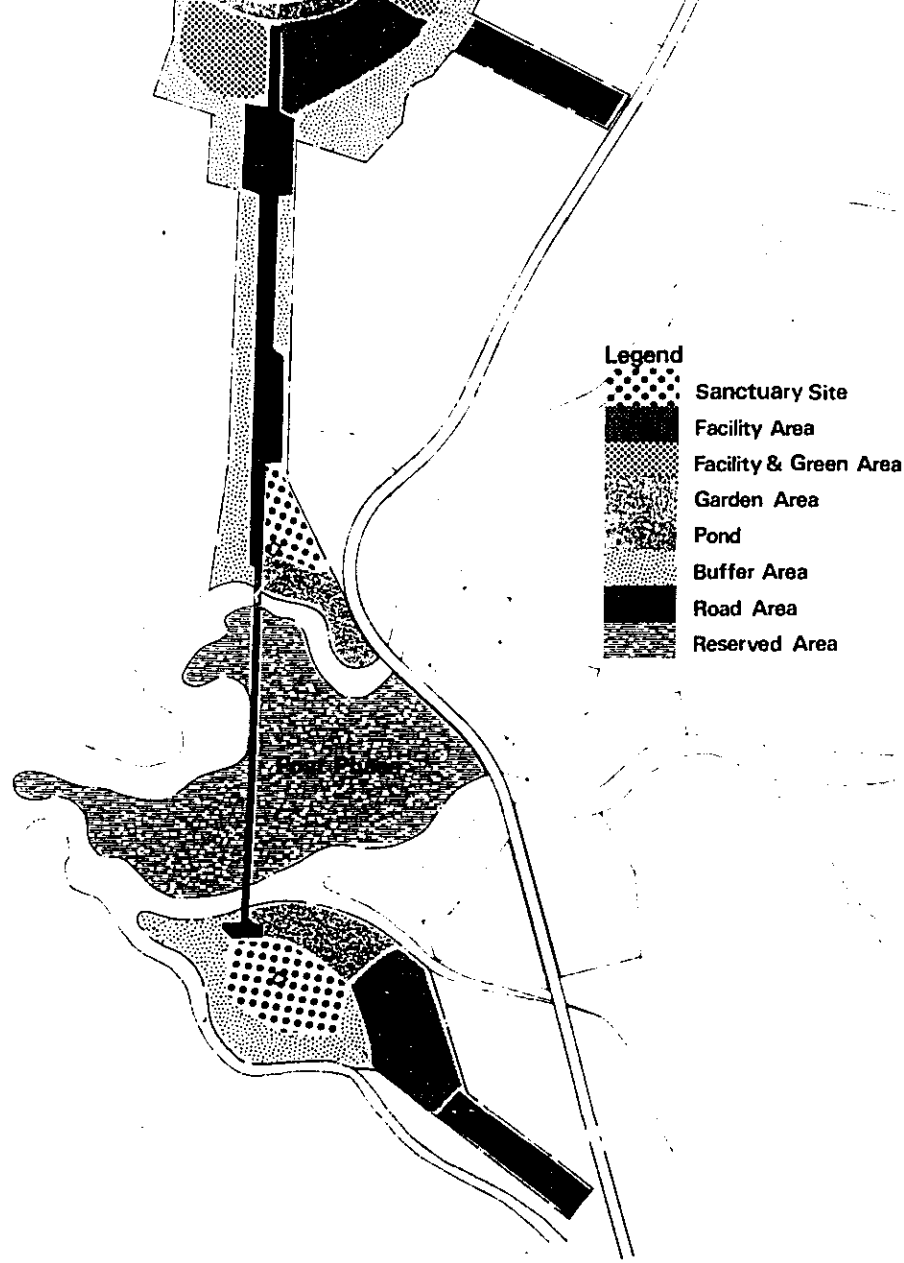 Legend
Sanctuary Site
Facility Area
Facility & Green Area
Garden Area
Pond
Buffer Area
Road Area
Reserved Area